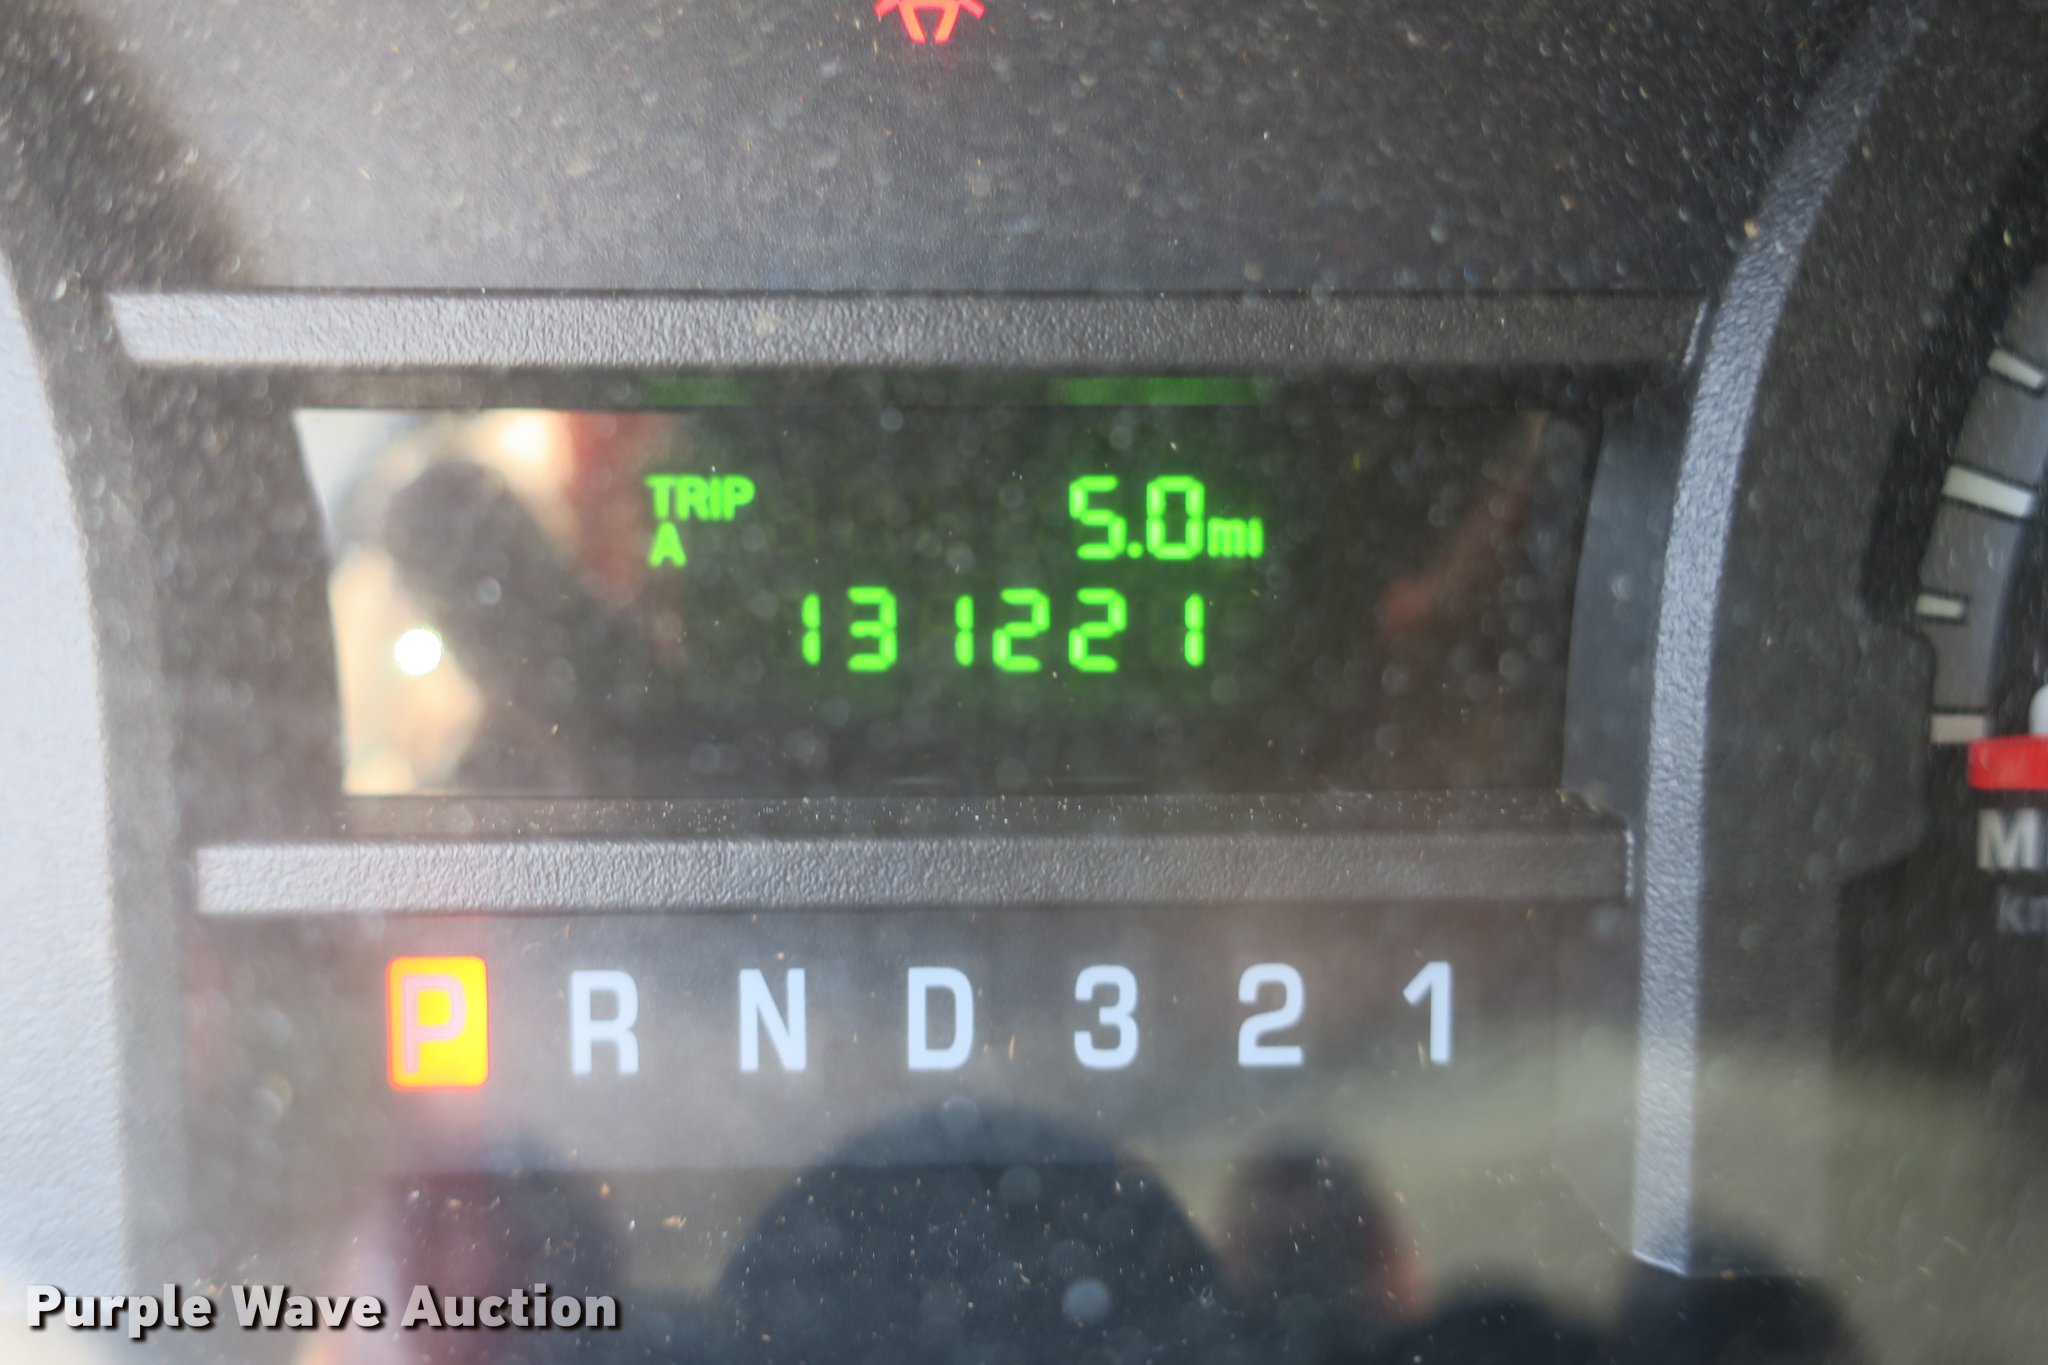 TRIP 5.0mi
A
131221
P R N D 3 2 1
Purple Wave Auction